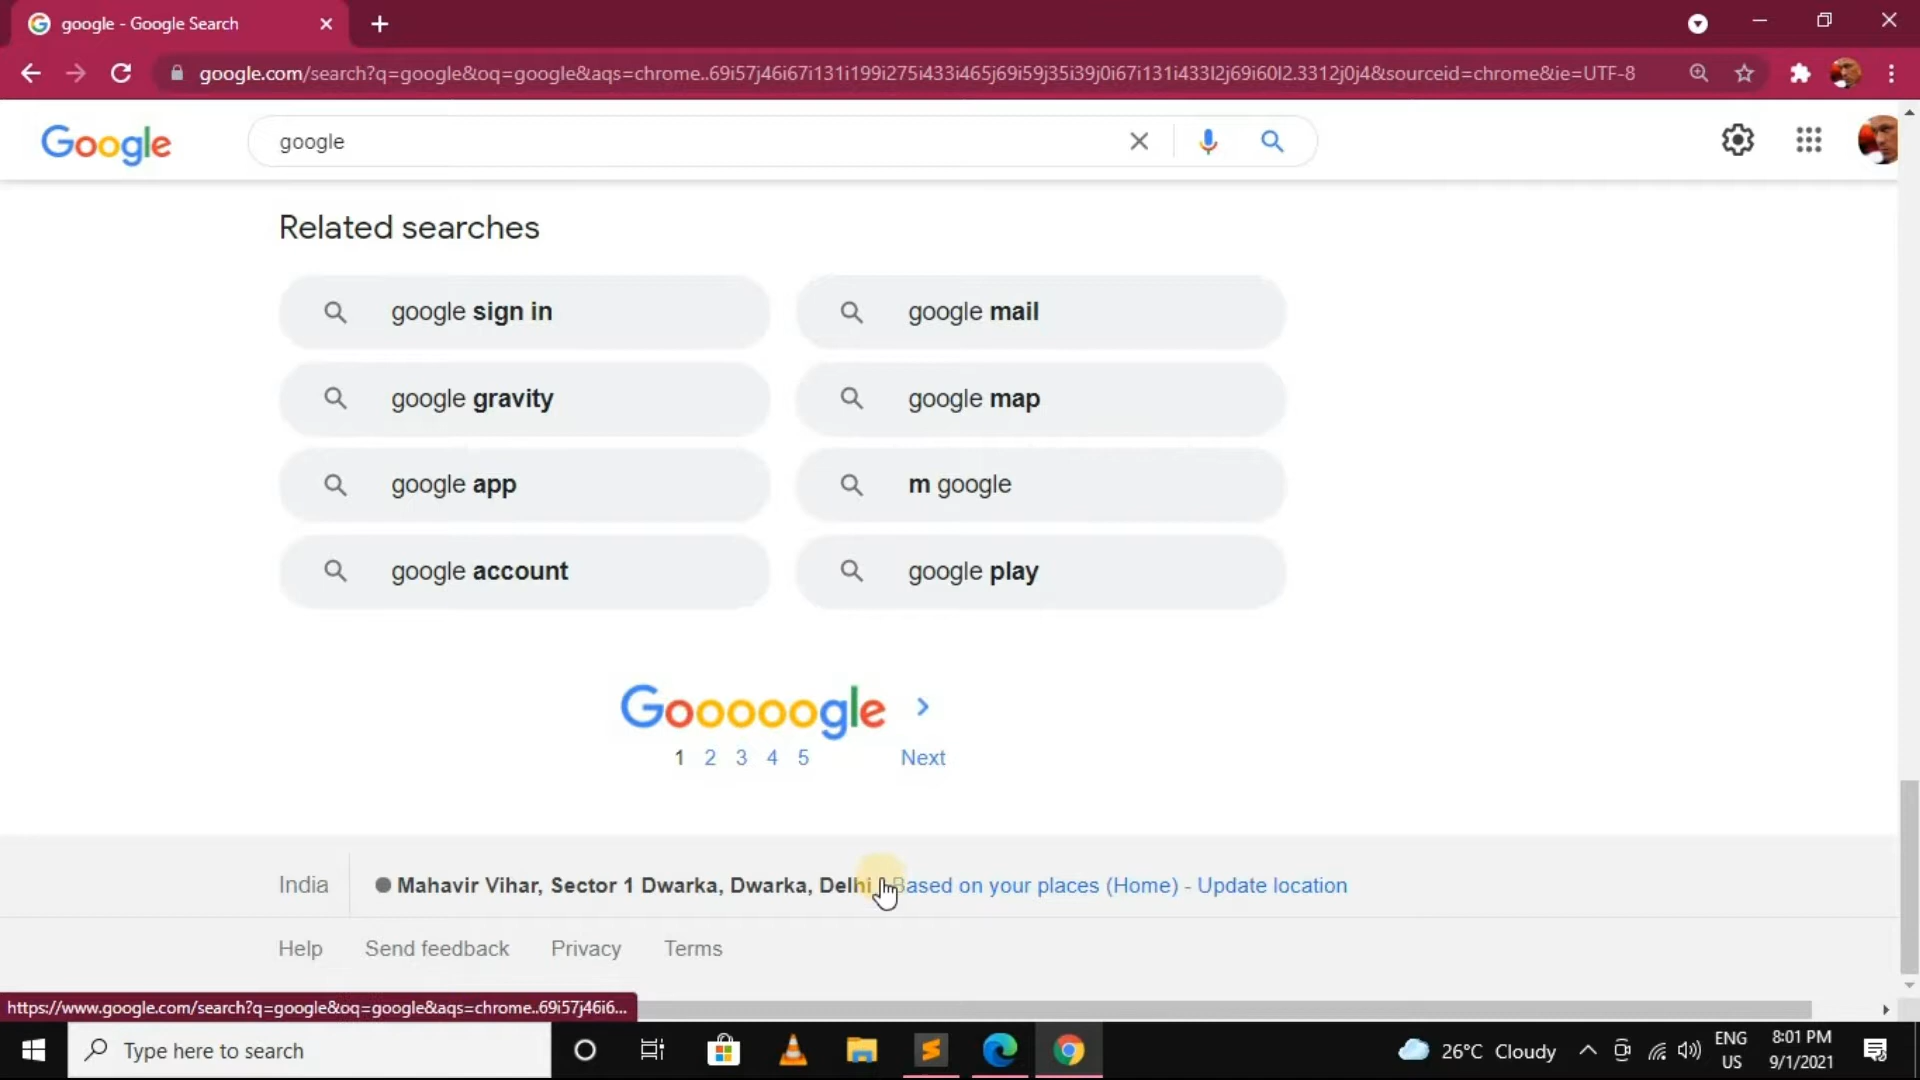 google - Google Search
google.com/search?q=google&oq=google&aqs=chrome..69i57j46i67i131i199i275i433i465j69i59j35i39j0i67i131i433l2j69i60l2.3312j0j4&sourceid=chrome&ie=UTF-8
Google
google
Related searches
google sign in
google mail
google gravity
google map
google app
m google
google account
google play
Gooooogle >
1 2 3 4 5 Next
India
Mahavir Vihar, Sector 1 Dwarka, Dwarka, Delhi
Based on your places (Home) - Update location
Help Send feedback Privacy Terms
https://www.google.com/search?q=google&oq=google&aqs=chrome..69i57j46i6...
Type here to search
26°C Cloudy
ENG
US
8:01 PM
9/1/2021